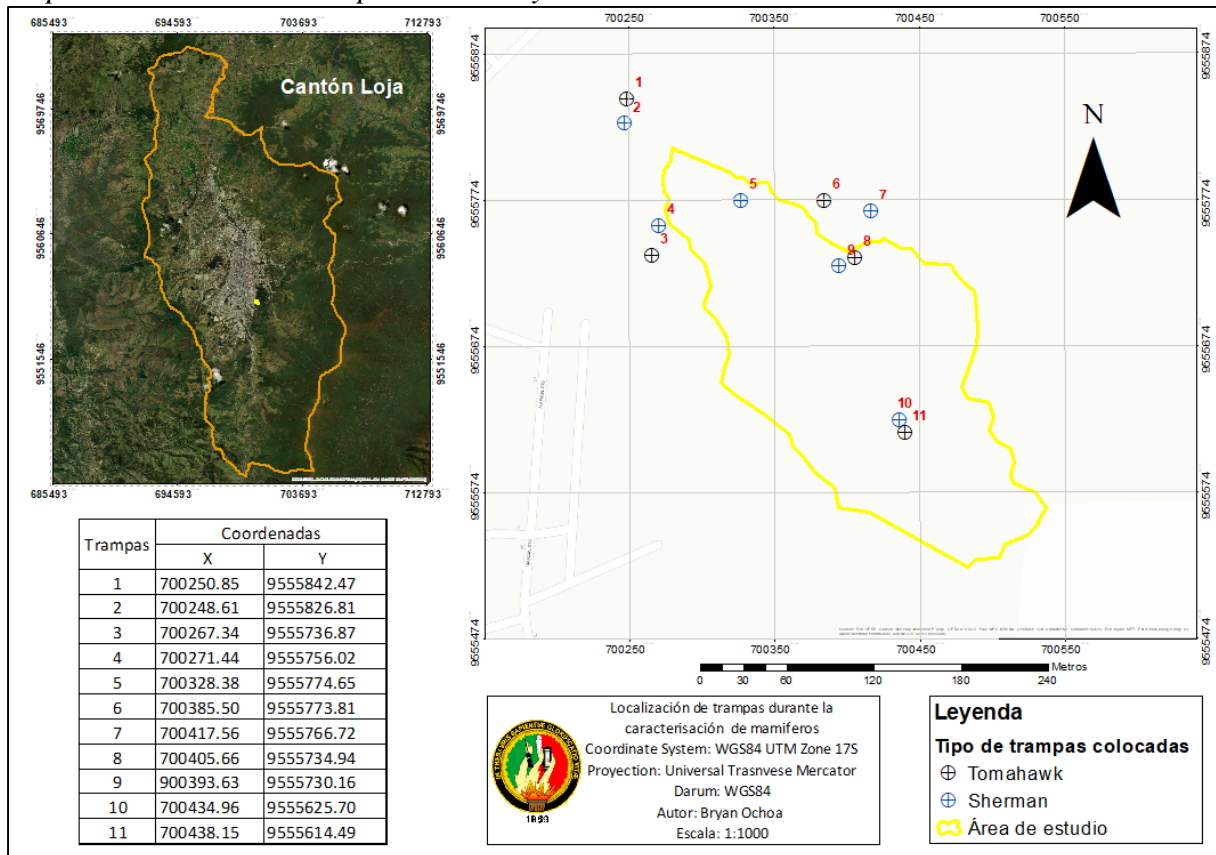 685493 694593 703693 712793
Cantón Loja
9569746 9569746
9560646 9560646
9551546 9551546
685493 694593 703693 712793
700250 700350 700450 700550
9555874 9555874
9555774 9555774
9555674 9555674
9555574 9555574
9555474 9555474
1
2
3
4
5
6
7
8
9
10
11
N
700250 700350 700450 700550
Metros
0 30 60 120 180 240
Trampas Coordenadas
X Y
1 700250.85 9555842.47
2 700248.61 9555826.81
3 700267.34 9555736.87
4 700271.44 9555756.02
5 700328.38 9555774.65
6 700385.50 9555773.81
7 700417.56 9555766.72
8 700405.66 9555734.94
9 900393.63 9555730.16
10 700434.96 9555625.70
11 700438.15 9555614.49
1859
Localización de trampas durante la
caracterisación de mamiferos
Coordinate System: WGS84 UTM Zone 17S
Proyection: Universal Trasnvese Mercator
Darum: WGS84
Autor: Bryan Ochoa
Escala: 1:1000
Leyenda
Tipo de trampas colocadas
Tomahawk
Sherman
Área de estudio